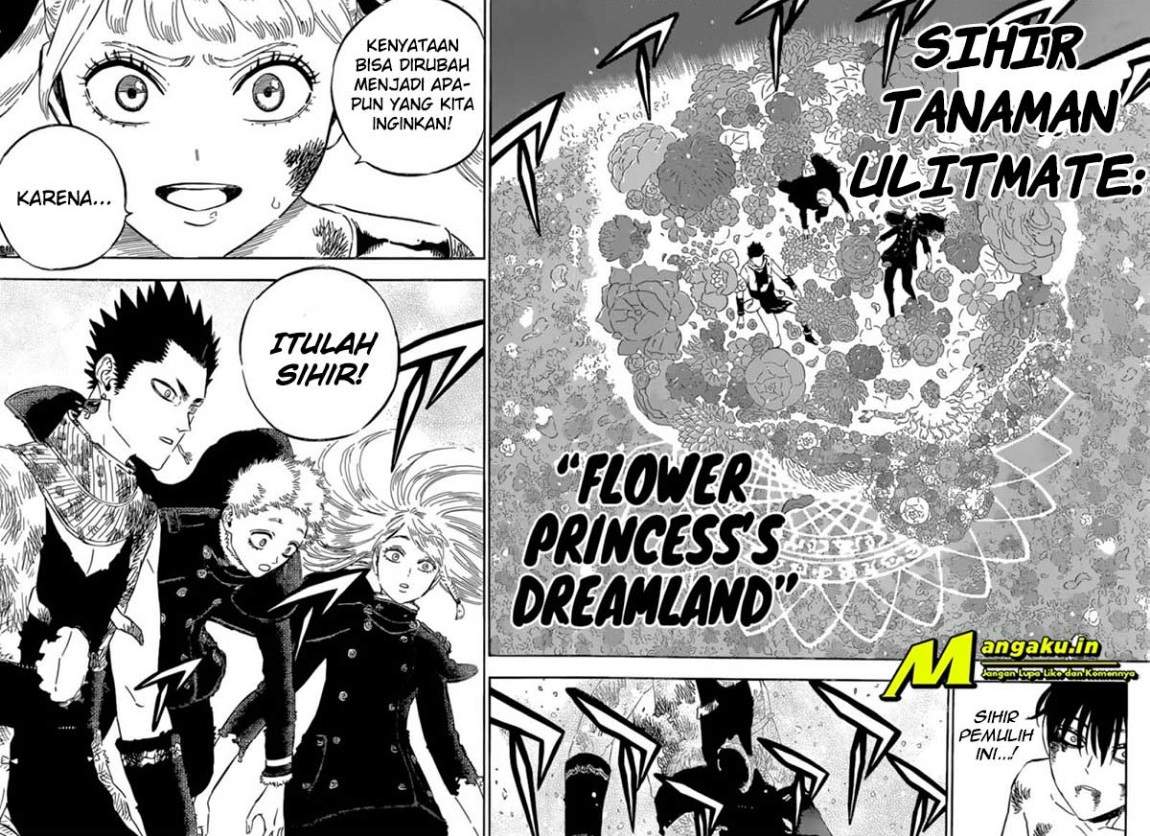 SIHIR
TANAMAN
ULITMATE:
“FLOWER
PRINCESS'S
DREAMLAND”
Mangaku.in
Jangan Lupa Like dan Komennya
SIHIR
PEMULIH
INI...!
KENYATAAN
BISA DIRUBAH
MENJADI APA-
PUN YANG KITA
INGINKAN!
KARENA...
ITULAH
SIHIR!